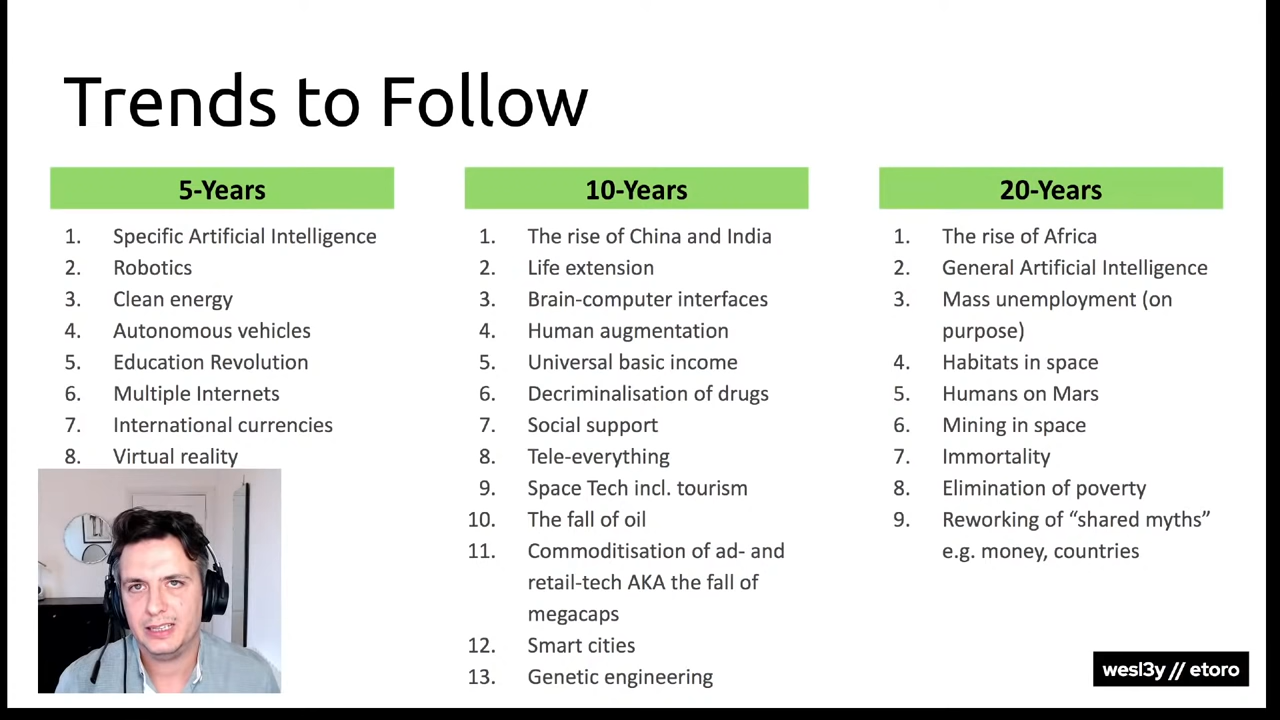 Trends to Follow
5-Years
1. Specific Artificial Intelligence
2. Robotics
3. Clean energy
4. Autonomous vehicles
5. Education Revolution
6. Multiple Internets
7. International currencies
8. Virtual reality
10-Years
1. The rise of China and India
2. Life extension
3. Brain-computer interfaces
4. Human augmentation
5. Universal basic income
6. Decriminalisation of drugs
7. Social support
8. Tele-everything
9. Space Tech incl. tourism
10. The fall of oil
11. Commoditisation of ad- and
retail-tech AKA the fall of
megacaps
12. Smart cities
13. Genetic engineering
20-Years
1. The rise of Africa
2. General Artificial Intelligence
3. Mass unemployment (on
purpose)
4. Habitats in space
5. Humans on Mars
6. Mining in space
7. Immortality
8. Elimination of poverty
9. Reworking of “shared myths”
e.g. money, countries
wesl3y // etoro